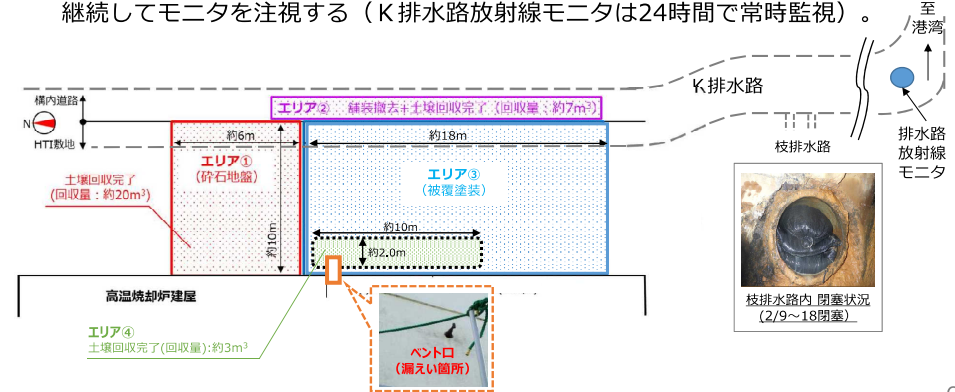 継続してモニタを注視する（K排水路放射線モニタは24時間で常時監視）。
至
港湾
構内道路
N
HTI敷地
エリア② 舗装撤去+土壌回収完了（回収量：約7m³）
K排水路
約6m
約18m
排水路
放射線
モニタ
枝排水路
エリア①
（砕石地盤）
エリア③
（被覆塗装）
土壌回収完了
(回収量：約20m³)
約10m
約10m
約2.0m
高温焼却炉建屋
エリア④
土壌回収完了(回収量):約3m³
ベント口
（漏えい箇所）
枝排水路内 閉塞状況
(2/9～18閉塞）